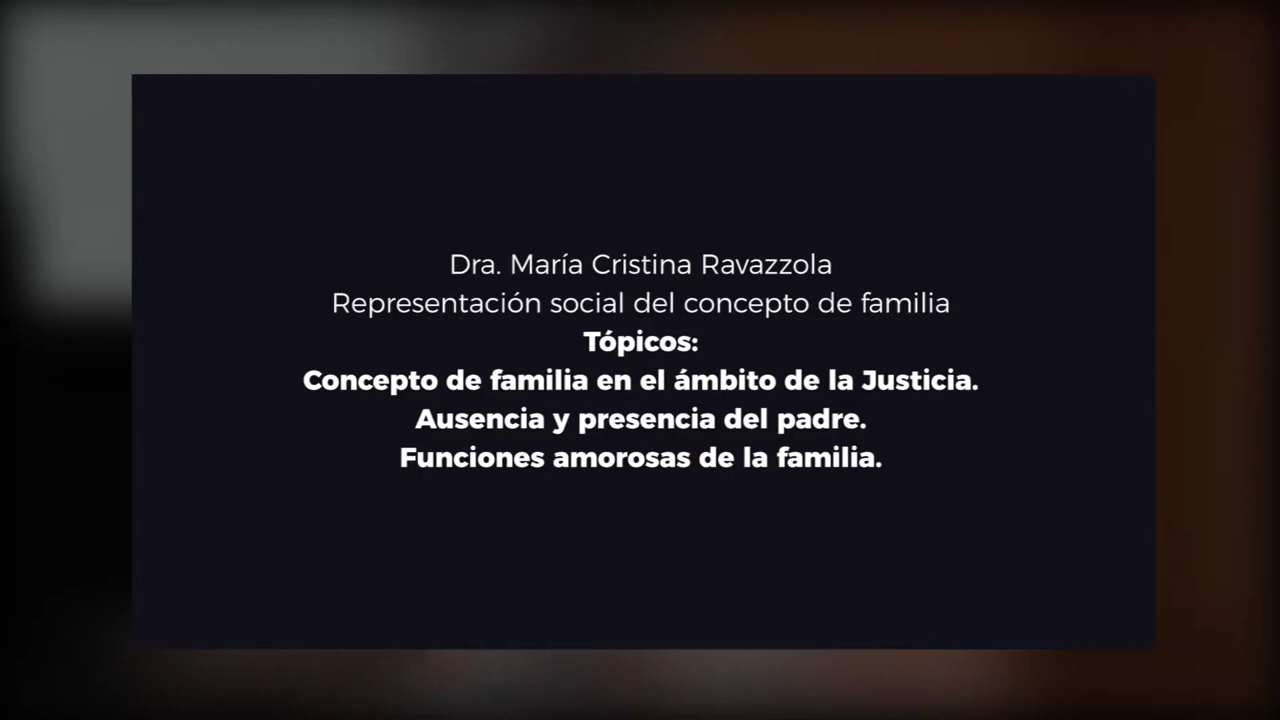 Dra. María Cristina Ravazzola
Representación social del concepto de familia
Tópicos:
Concepto de familia en el ámbito de la Justicia.
Ausencia y presencia del padre.
Funciones amorosas de la familia.